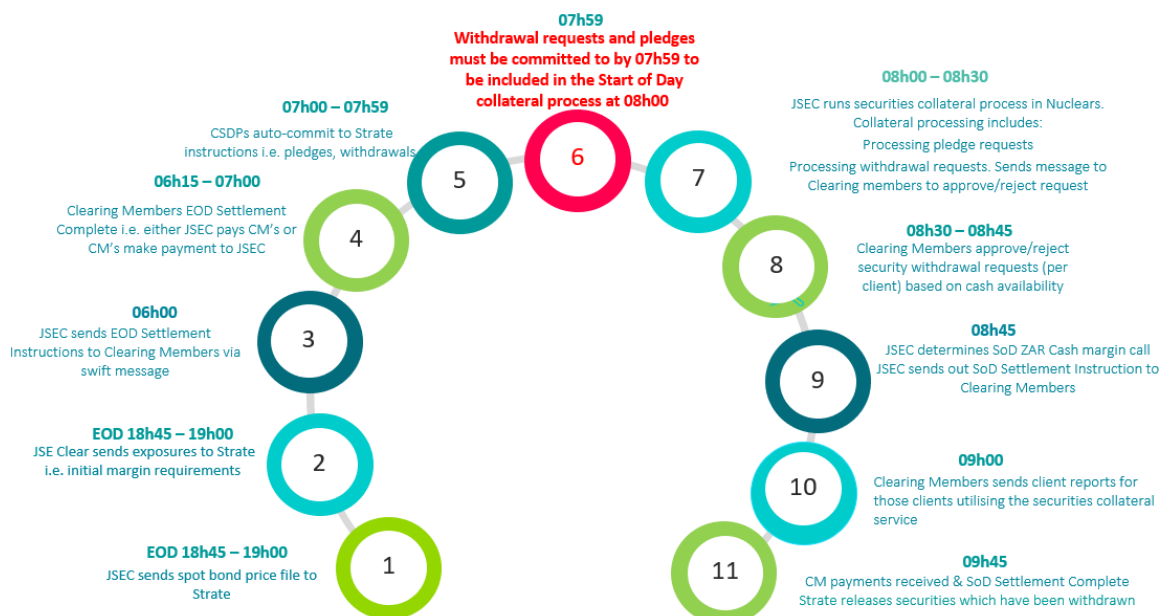 07h59
Withdrawal requests and pledges
must be committed to by 07h59 to
be included in the Start of Day
collateral process at 08h00
6
07h00 – 07h59
CSDPs auto-commit to Strate
instructions i.e. pledges, withdrawals
5
08h00 – 08h30
JSEC runs securities collateral process in Nuclears.
Collateral processing includes:
Processing pledge requests
Processing withdrawal requests. Sends message to
Clearing members to approve/reject request
7
06h15 – 07h00
Clearing Members EOD Settlement
Complete i.e. either JSEC pays CM's or
CM's make payment to JSEC
4
08h30 – 08h45
Clearing Members approve/reject
security withdrawal requests (per
client) based on cash availability
8
06h00
JSEC sends EOD Settlement
Instructions to Clearing Members via
swift message
3
08h45
JSEC determines SoD ZAR Cash margin call
JSEC sends out SoD Settlement Instruction to
Clearing Members
9
EOD 18h45 – 19h00
JSE Clear sends exposures to Strate
i.e. initial margin requirements
2
09h00
Clearing Members sends client reports for
those clients utilising the securities collateral
service
10
EOD 18h45 – 19h00
JSEC sends spot bond price file to
Strate
1
09h45
CM payments received & SoD Settlement Complete
Strate releases securities which have been withdrawn
11